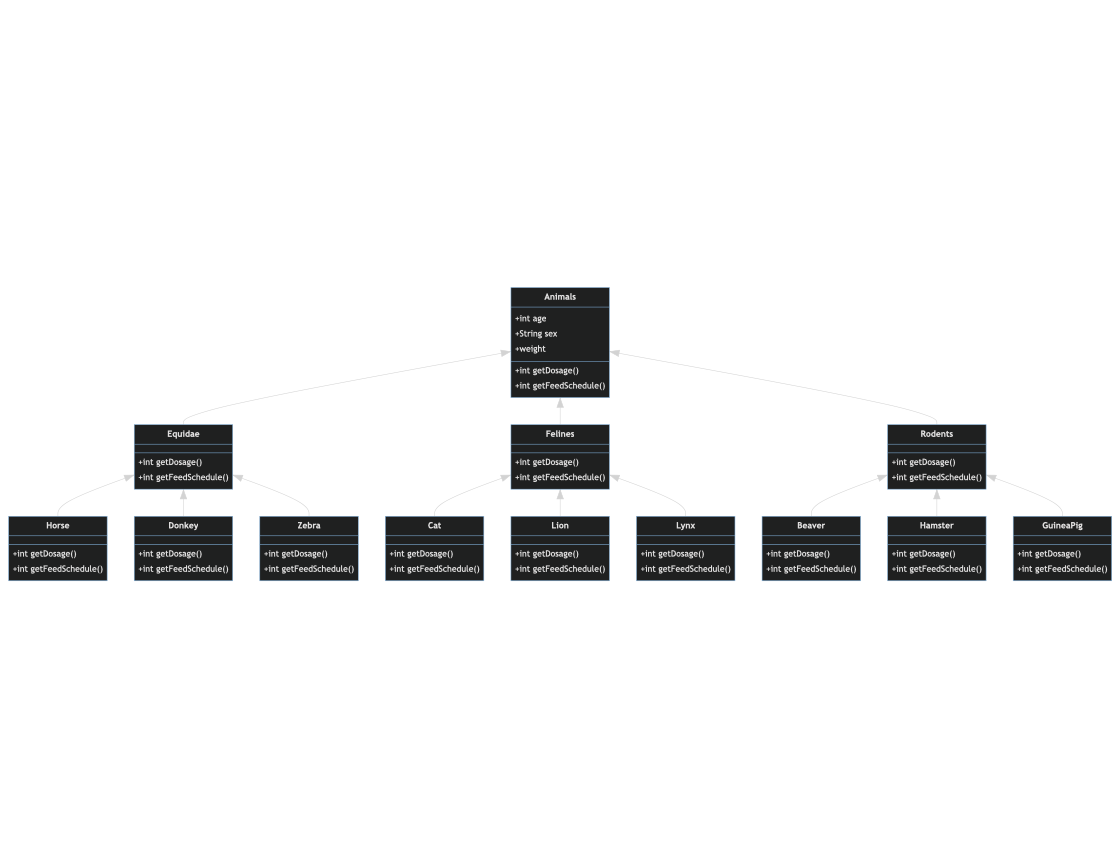 Animals
+int age
+String sex
+weight
+int getDosage()
+int getFeedSchedule()
Equidae
+int getDosage()
+int getFeedSchedule()
Felines
+int getDosage()
+int getFeedSchedule()
Rodents
+int getDosage()
+int getFeedSchedule()
Horse
+int getDosage()
+int getFeedSchedule()
Donkey
+int getDosage()
+int getFeedSchedule()
Zebra
+int getDosage()
+int getFeedSchedule()
Cat
+int getDosage()
+int getFeedSchedule()
Lion
+int getDosage()
+int getFeedSchedule()
Lynx
+int getDosage()
+int getFeedSchedule()
Beaver
+int getDosage()
+int getFeedSchedule()
Hamster
+int getDosage()
+int getFeedSchedule()
GuineaPig
+int getDosage()
+int getFeedSchedule()